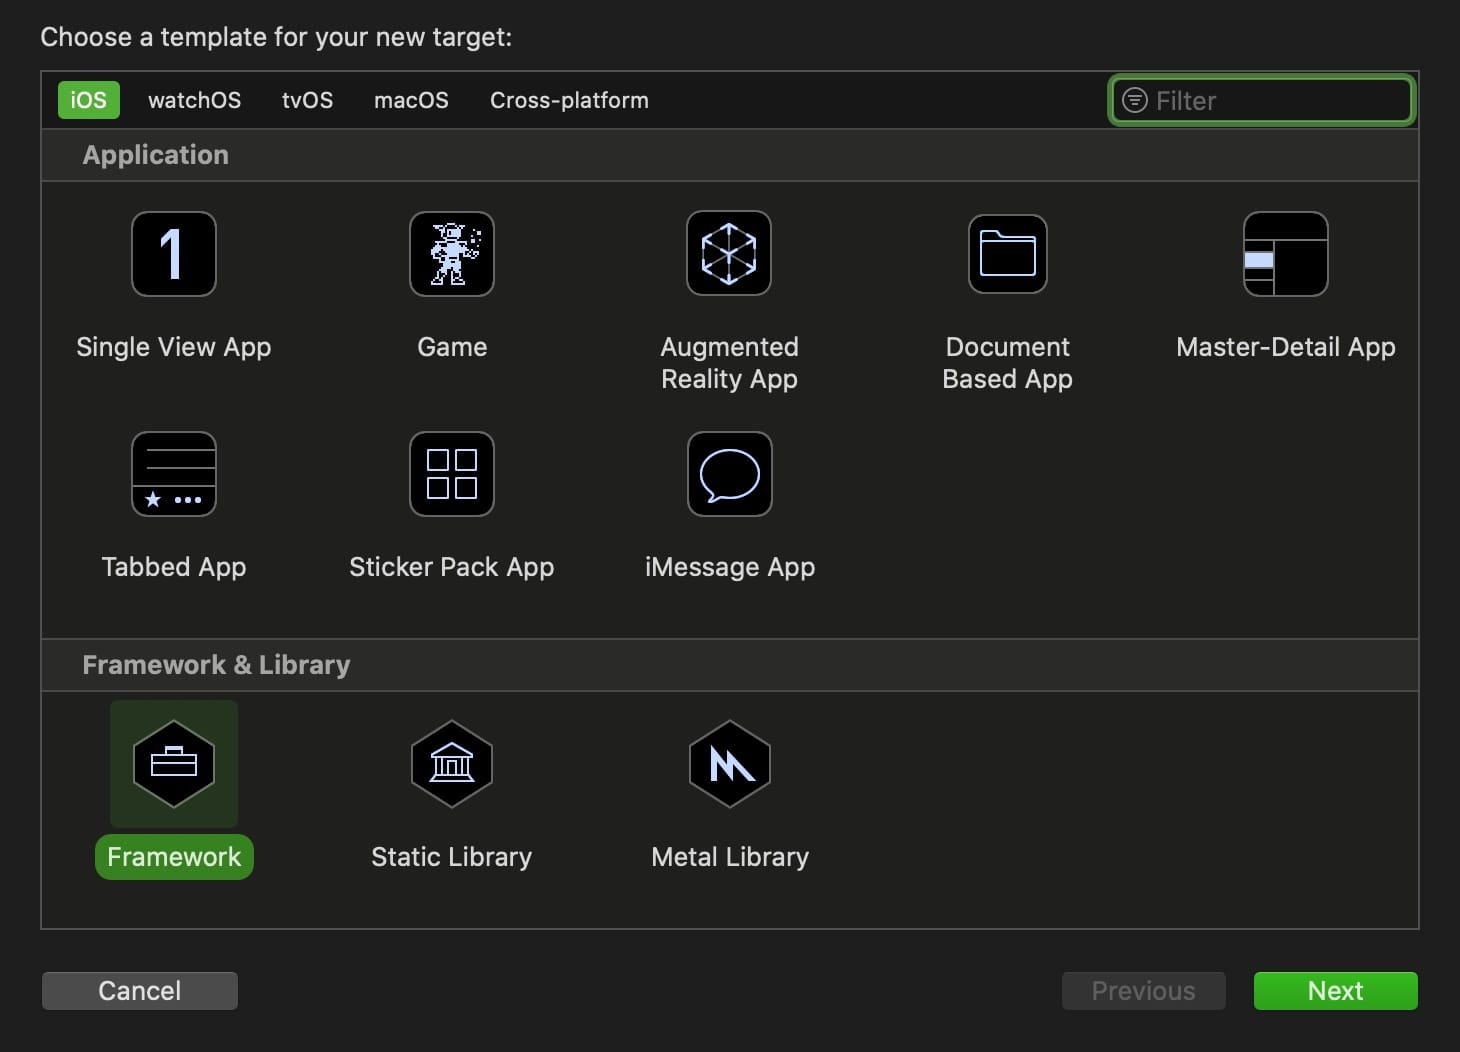 Choose a template for your new target:
iOS watchOS tvOS macOS Cross-platform Filter
Application
1
Single View App Game Augmented Reality App Document Based App Master-Detail App
Tabbed App Sticker Pack App iMessage App
Framework & Library
Framework Static Library Metal Library
Cancel Previous Next